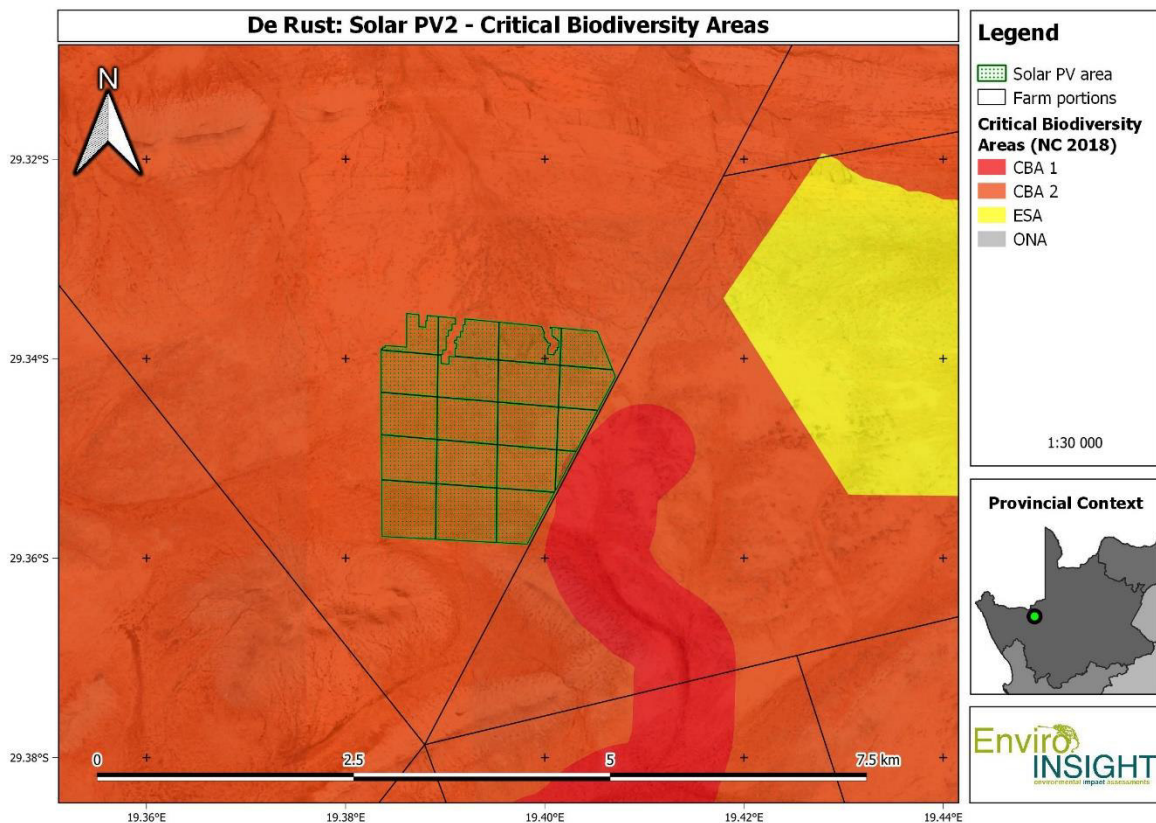 De Rust: Solar PV2 - Critical Biodiversity Areas
N
29.32°S
29.34°S
29.36°S
29.38°S
0
2.5
5
7.5 km
19.36°E
19.38°E
19.40°E
19.42°E
19.44°E
Legend
Solar PV area
Farm portions
Critical Biodiversity
Areas (NC 2018)
CBA 1
CBA 2
ESA
ONA
1:30 000
Provincial Context
Enviro
INSIGHT
environmental impact assessments